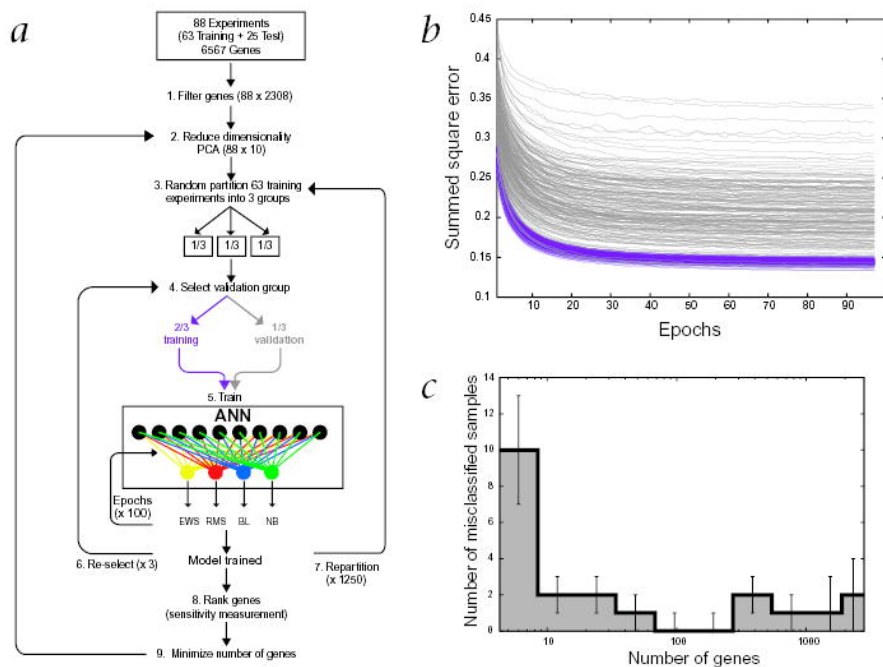 a
88 Experiments
(63 Training + 25 Test)
6567 Genes
1. Filter genes (88 x 2308)
2. Reduce dimensionality
PCA (88 x 10)
3. Random partition 63 training
experiments into 3 groups
1/3 1/3 1/3
4. Select validation group
2/3
training
1/3
validation
5. Train
ANN
Epochs
(x 100)
EWS RMS BL NB
6. Re-select (x 3)
Model trained
7. Repartition
(x 1250)
8. Rank genes
(sensitivity measurement)
9. Minimize number of genes
b
Summed square error
0.45
0.4
0.35
0.3
0.25
0.2
0.15
0.1
10 20 30 40 50 60 70 80 90
Epochs
c
Number of misclassified samples
14
12
10
8
6
4
2
0
10 100 1000
Number of genes